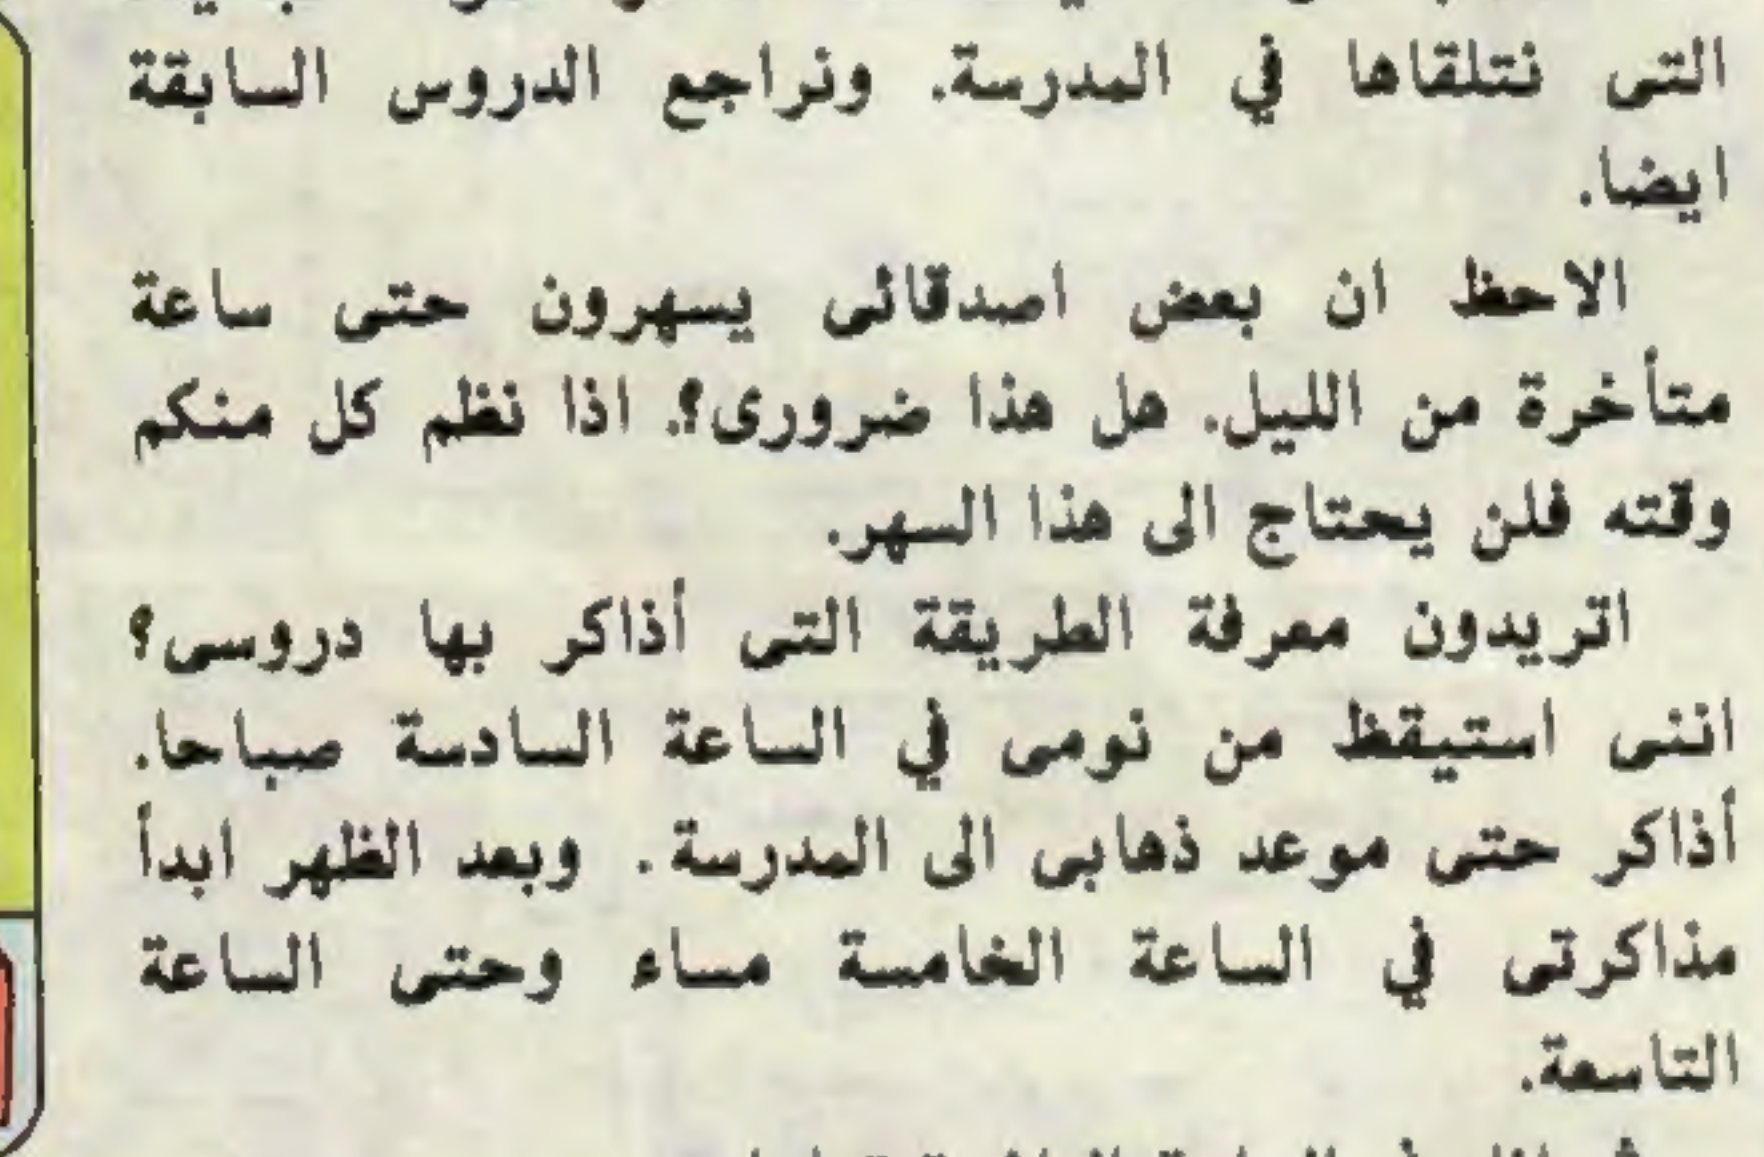 التى نتلقاها في المدرسة. ونراجع الدروس السابقة
ايضا.
الاحظ ان بعض اصدقائى يسهرون حتى ساعة
متأخرة من الليل. هل هذا ضرورى؟. اذا نظم كل منكم
وقته فلن يحتاج الى هذا السهر.
اتريدون معرفة الطريقة التى أذاكر بها دروسى؟
اننى استيقظ من نومى في الساعة السادسة صباحا.
أذاكر حتى موعد ذهابى الى المدرسة. وبعد الظهر ابدأ
مذاكرتى في الساعة الخامسة مساء وحتى الساعة
التاسعة.